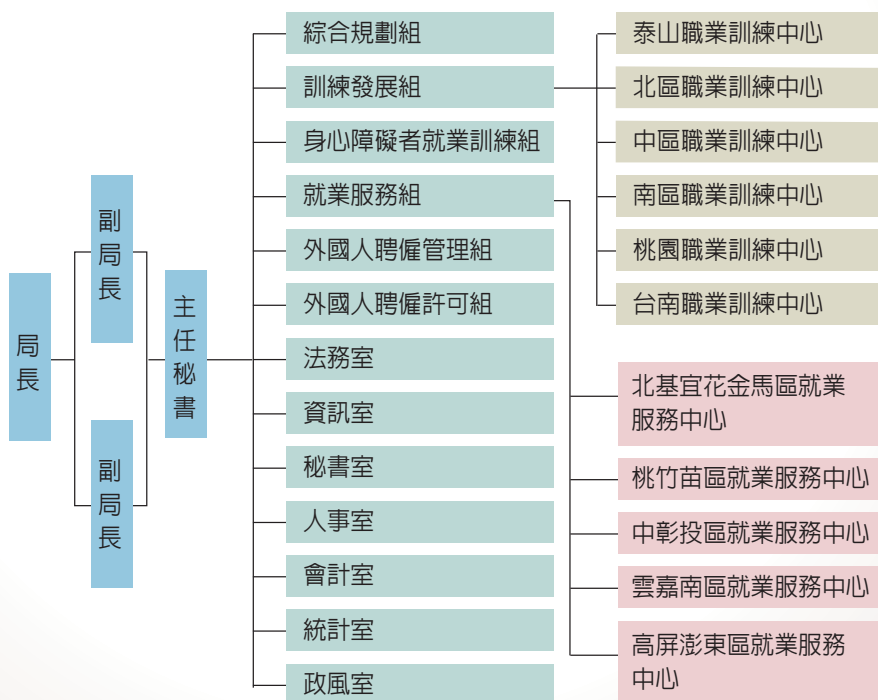 局長
副局長
副局長
主任秘書
綜合規劃組
訓練發展組
身心障礙者就業訓練組
就業服務組
外國人聘僱管理組
外國人聘僱許可組
法務室
資訊室
秘書室
人事室
會計室
統計室
政風室
泰山職業訓練中心
北區職業訓練中心
中區職業訓練中心
南區職業訓練中心
桃園職業訓練中心
台南職業訓練中心
北基宜花金馬區就業
服務中心
桃竹苗區就業服務中心
中彰投區就業服務中心
雲嘉南區就業服務中心
高屏澎東區就業服務
中心